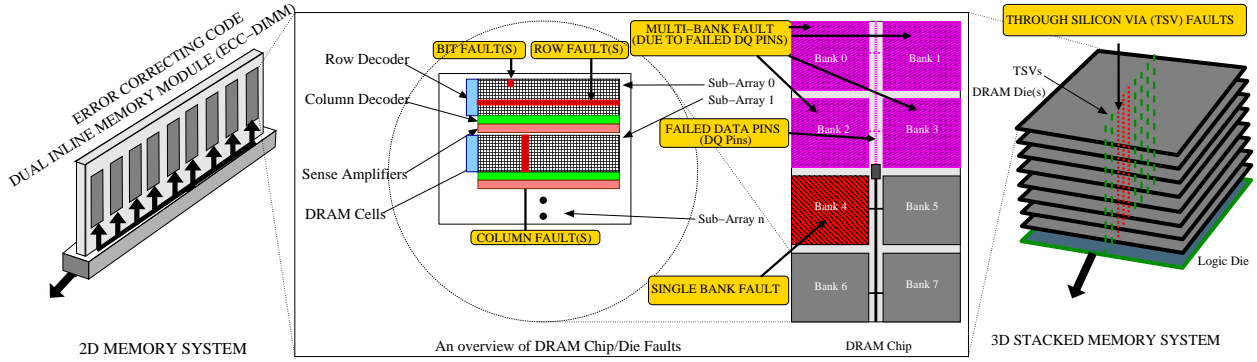 ERROR CORRECTING CODE
DUAL INLINE MEMORY MODULE (ECC−DIMM)
2D MEMORY SYSTEM
BIT FAULT(S)
ROW FAULT(S)
Row Decoder
Column Decoder
Sense Amplifiers
DRAM Cells
Sub−Array 0
Sub−Array 1
Sub−Array n
COLUMN FAULT(S)
An overview of DRAM Chip/Die Faults
MULTI−BANK FAULT
(DUE TO FAILED DQ PINS)
FAILED DATA PINS
(DQ Pins)
SINGLE BANK FAULT
Bank 0
Bank 1
Bank 2
Bank 3
Bank 4
Bank 5
Bank 6
Bank 7
DRAM Chip
THROUGH SILICON VIA (TSV) FAULTS
TSVs
DRAM Die(s)
Logic Die
3D STACKED MEMORY SYSTEM